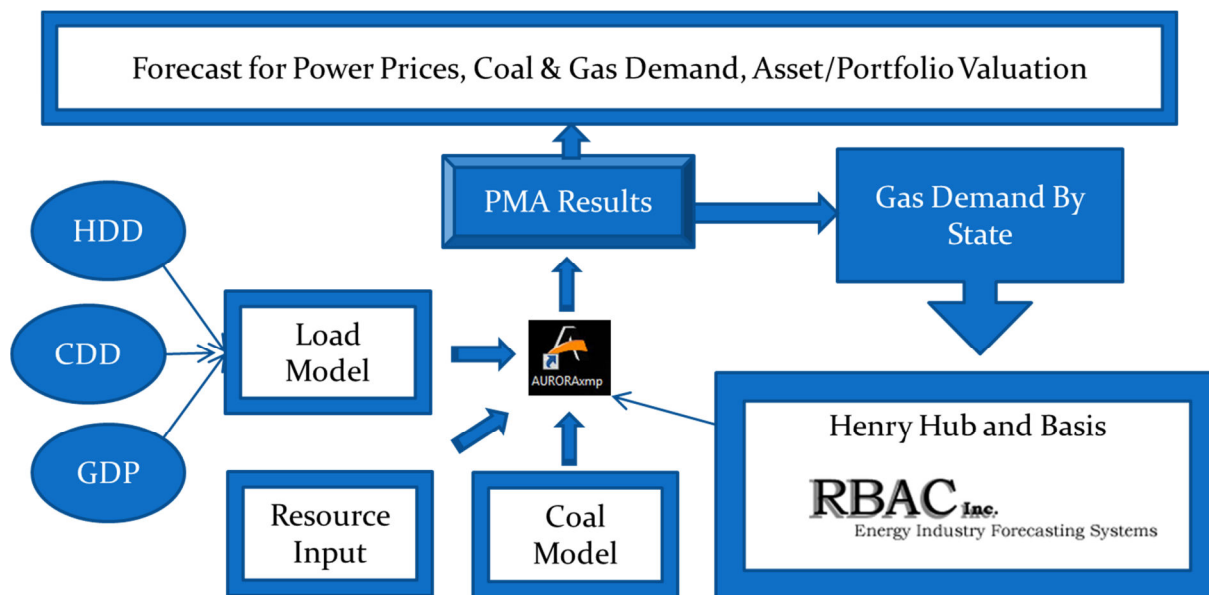 Forecast for Power Prices, Coal & Gas Demand, Asset/Portfolio Valuation
PMA Results
Gas Demand By
State
HDD
CDD
GDP
Load
Model
AURORAxmp
Resource
Input
Coal
Model
Henry Hub and Basis
RBAC Inc.
Energy Industry Forecasting Systems